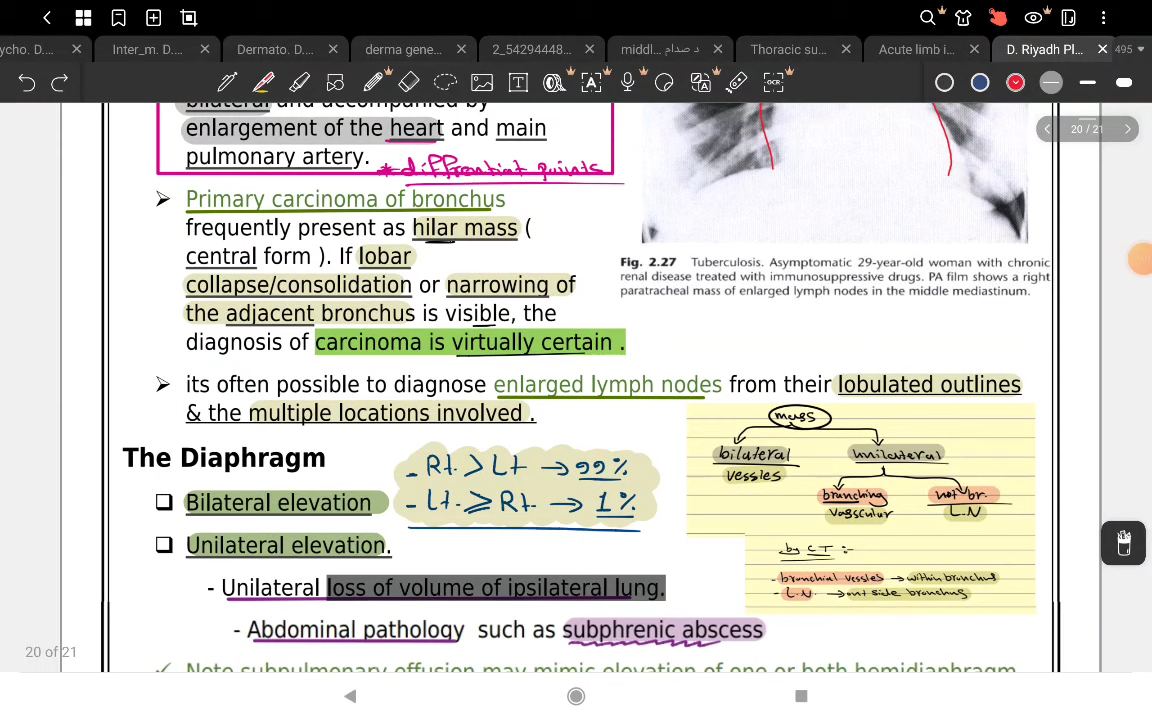 ycho. D....
Inter_m. D....
Dermato. D....
derma gene...
2_54294448...
middl... د صدام
Thoracic su...
Acute limb i...
D. Riyadh Pl...
495
20 / 21
bilateral and accompanied by
enlargement of the heart and main
pulmonary artery.
* differentint points
➢ Primary carcinoma of bronchus
frequently present as hilar mass (
central form ). If lobar
collapse/consolidation or narrowing of
the adjacent bronchus is visible, the
diagnosis of carcinoma is virtually certain .
Fig. 2.27 Tuberculosis. Asymptomatic 29-year-old woman with chronic
renal disease treated with immunosuppressive drugs. PA film shows a right
paratracheal mass of enlarged lymph nodes in the middle mediastinum.
➢ its often possible to diagnose enlarged lymph nodes from their lobulated outlines
& the multiple locations involved .
mass
bilateral unilateral
vessles
branching not br.
vasscular L.N
by CT :-
- bronchial vessles → within bronchus
- L.N. → out side bronchus
The Diaphragm
- Rt. > Lt → 99%
- Lt. ⩾ Rt. → 1%
❑ Bilateral elevation
❑ Unilateral elevation.
- Unilateral loss of volume of ipsilateral lung.
- Abdominal pathology such as subphrenic abscess
20 of 21
✓ Note subpulmonary effusion may mimic elevation of one or both hemidiaphragm